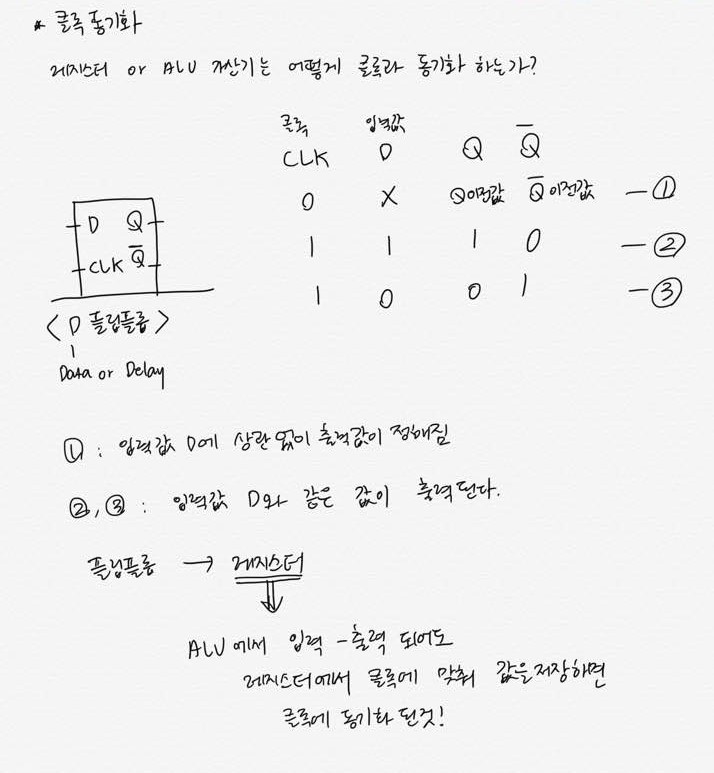 * 클록 동기화
레지스터 or ALU 가산기는 어떻게 클록과 동기화 하는가?
클록 입력값
CLK D Q Q̅
0 X Q이전값 Q̅이전값 -①
1 1 1 0 -②
1 0 0 1 -③
D Q
CLK Q̅
<D 플립플롭>
Data or Delay
① : 입력값 D에 상관 없이 출력값이 정해짐
②, ③ : 입력값 D와 같은 값이 출력된다.
플립플롭 → 레지스터
ALU에서 입력-출력 되어도
레지스터에서 클록에 맞춰 값을 저장하면
클록에 동기화 된것!